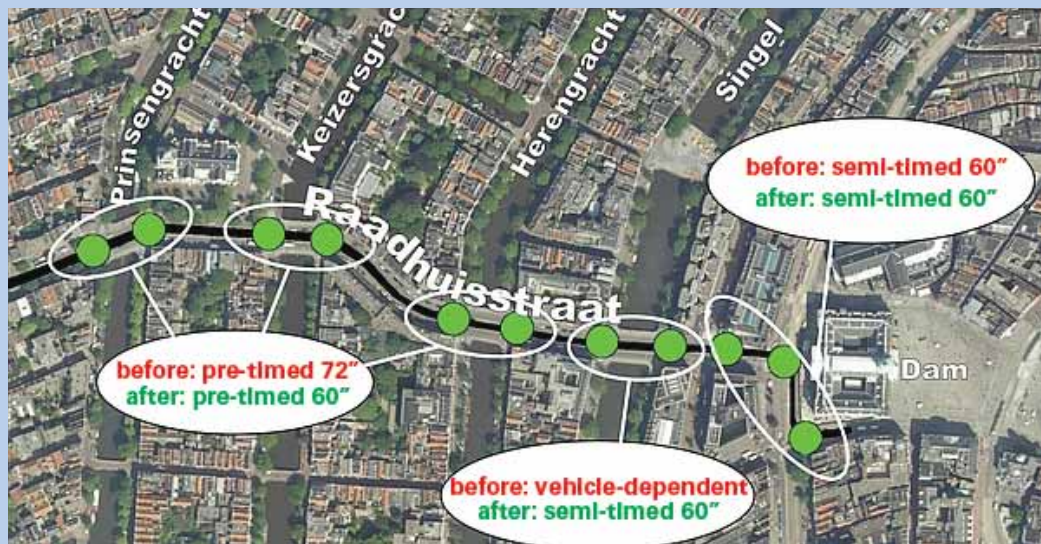 Prinsengracht
Keizersgrac
Herengracht
Singel
Raadhuisstraat
Dam
before: semi-timed 60”
after: semi-timed 60”
before: pre-timed 72”
after: pre-timed 60”
before: vehicle-dependent
after: semi-timed 60”